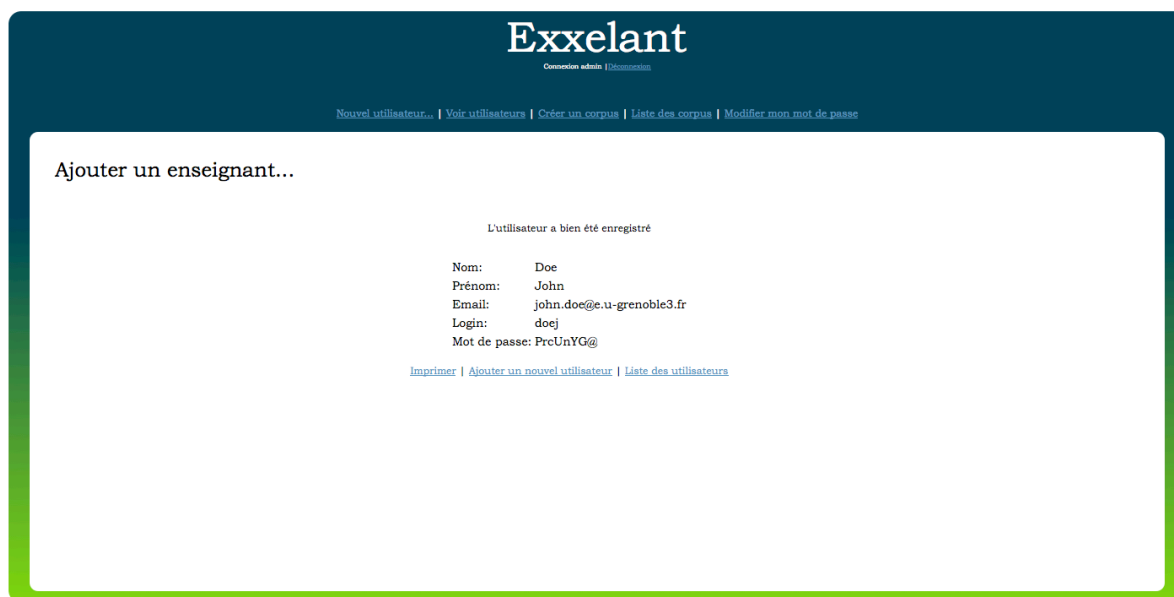 Exxelant
Connexion admin | Déconnexion
Nouvel utilisateur... | Voir utilisateurs | Créer un corpus | Liste des corpus | Modifier mon mot de passe
Ajouter un enseignant...
L'utilisateur a bien été enregistré
Nom: Doe
Prénom: John
Email: john.doe@e.u-grenoble3.fr
Login: doej
Mot de passe: PrcUnYG@
Imprimer | Ajouter un nouvel utilisateur | Liste des utilisateurs